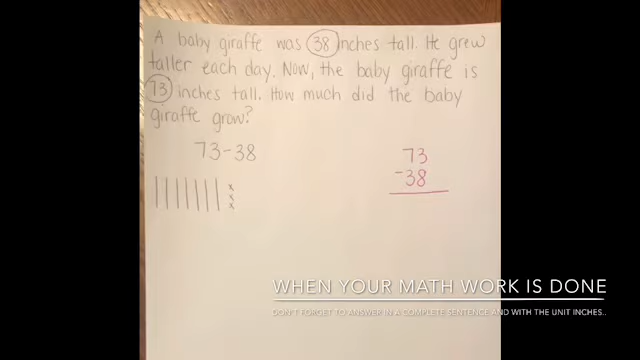 A baby giraffe was 38 inches tall. He grew
taller each day. Now, the baby giraffe is
73 inches tall. How much did the baby
giraffe grow?
73-38
x
x
x
73
-38
WHEN YOUR MATH WORK IS DONE
DON'T FORGET TO ANSWER IN A COMPLETE SENTENCE AND WITH THE UNIT INCHES..